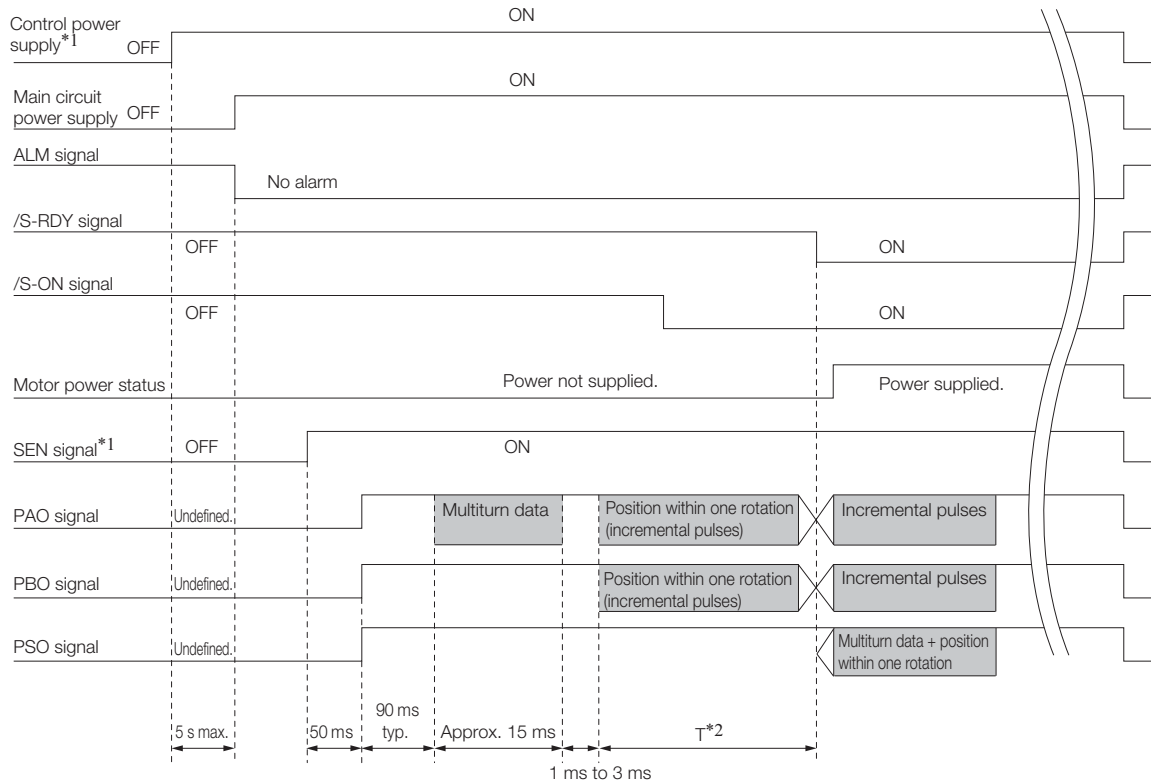 Control power
supply*1
OFF
ON
Main circuit
power supply
OFF
ON
ALM signal
No alarm
/S-RDY signal
OFF
ON
/S-ON signal
OFF
ON
Motor power status
Power not supplied.
Power supplied.
SEN signal*1
OFF
ON
PAO signal
Undefined.
Multiturn data
Position within one rotation
(incremental pulses)
Incremental pulses
PBO signal
Undefined.
Position within one rotation
(incremental pulses)
Incremental pulses
PSO signal
Undefined.
Multiturn data + position
within one rotation
5 s max.
50 ms
90 ms
typ.
Approx. 15 ms
1 ms to 3 ms
T*2